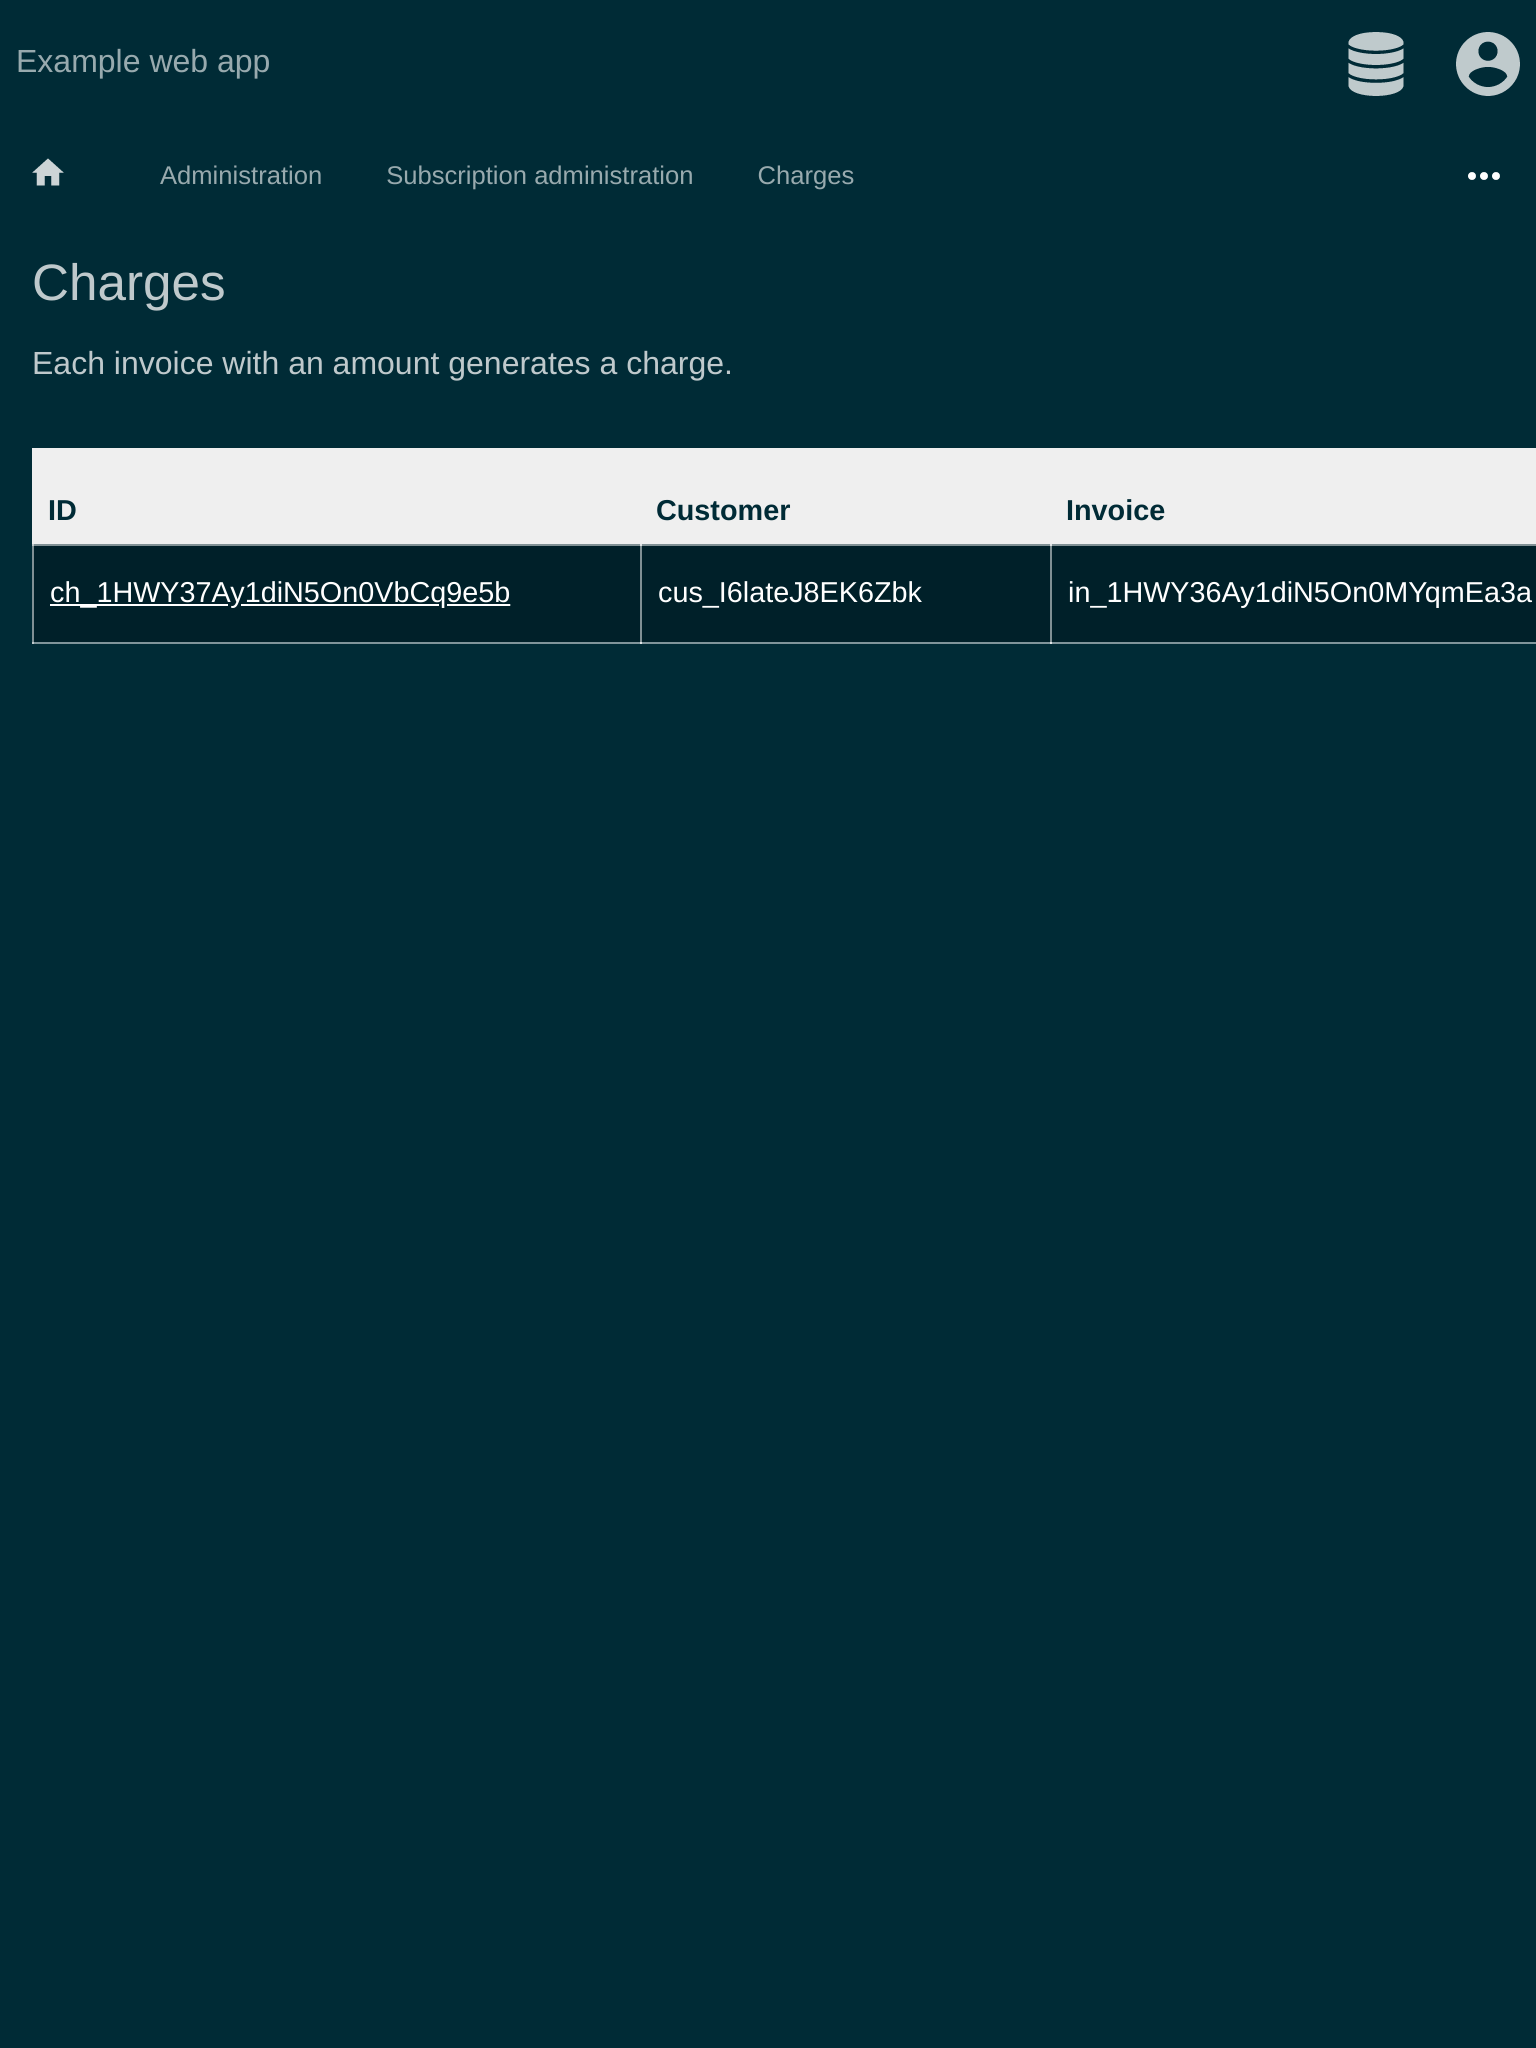 Example web app
Administration Subscription administration Charges
Charges
Each invoice with an amount generates a charge.
ID Customer Invoice
ch_1HWY37Ay1diN5On0VbCq9e5b cus_I6lateJ8EK6Zbk in_1HWY36Ay1diN5On0MYqmEa3a